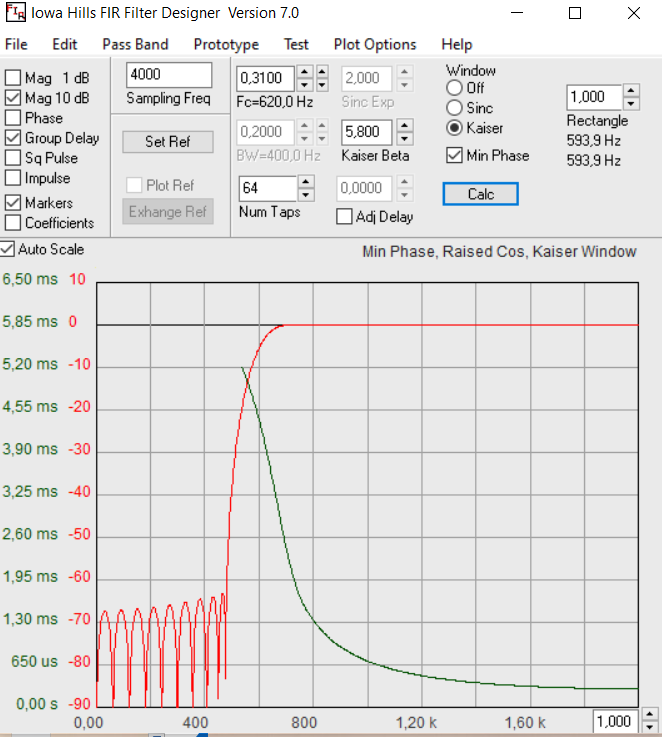 FIR Iowa Hills FIR Filter Designer Version 7.0
File Edit Pass Band Prototype Test Plot Options Help
Mag 1 dB
Mag 10 dB
Phase
Group Delay
Sq Pulse
Impulse
Markers
Coefficients
4000
Sampling Freq
Set Ref
Plot Ref
Exhange Ref
0,3100
Fc=620,0 Hz
0,2000
BW=400,0 Hz
64
Num Taps
2,000
Sinc Exp
5,800
Kaiser Beta
0,0000
Adj Delay
Window
Off
Sinc
Kaiser
Min Phase
Calc
1,000
Rectangle
593,9 Hz
593,9 Hz
Auto Scale
Min Phase, Raised Cos, Kaiser Window
6,50 ms 10
5,85 ms 0
5,20 ms -10
4,55 ms -20
3,90 ms -30
3,25 ms -40
2,60 ms -50
1,95 ms -60
1,30 ms -70
650 us -80
0,00 s -90
0,00 400 800 1,20 k 1,60 k 1,000